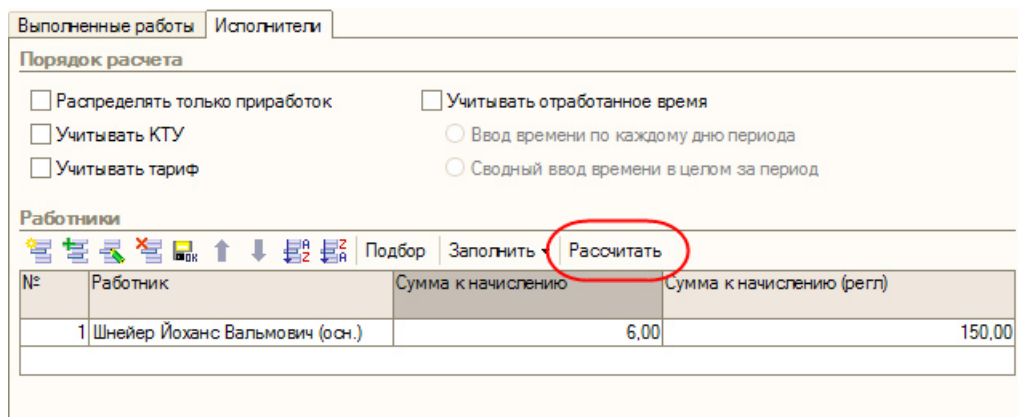 Выполненные работы Исполнители
Порядок расчета
Распределять только приработок Учитывать отработанное время
Учитывать КТУ Ввод времени по каждому дню периода
Учитывать тариф Сводный ввод времени в целом за период
Работники
Подбор Заполнить Рассчитать
№ Работник Сумма к начислению Сумма к начислению (регл)
1 Шнейер Йоханс Вальмович (осн.) 6,00 150,00